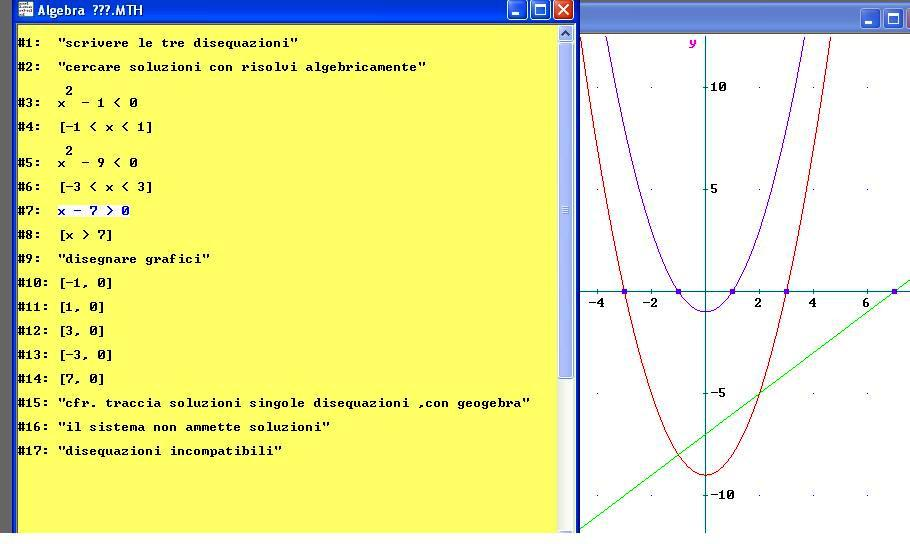 Algebra ???.MTH
#1: "scrivere le tre disequazioni"
#2: "cercare soluzioni con risolvi algebricamente"
#3: x² - 1 < 0
#4: [-1 < x < 1]
#5: x² - 9 < 0
#6: [-3 < x < 3]
#7: x - 7 > 0
#8: [x > 7]
#9: "disegnare grafici"
#10: [-1, 0]
#11: [1, 0]
#12: [3, 0]
#13: [-3, 0]
#14: [7, 0]
#15: "cfr. traccia soluzioni singole disequazioni ,con geogebra"
#16: "il sistema non ammette soluzioni"
#17: "disequazioni incompatibili"
y
10
5
-4 -2 2 4 6
-5
-10